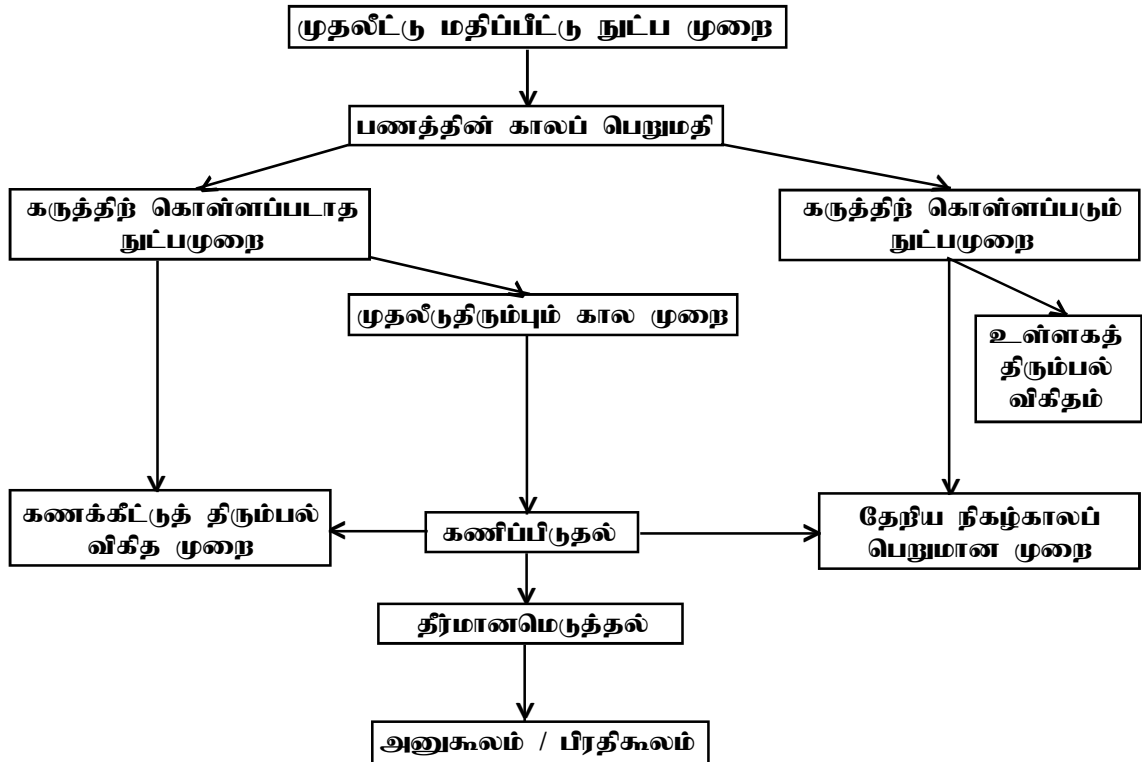 முதலீட்டு மதிப்பீட்டு நுட்ப முறை
பணத்தின் காலப் பெறுமதி
கருத்திற் கொள்ளப்படாத
நுட்பமுறை
கருத்திற் கொள்ளப்படும்
நுட்பமுறை
முதலீடுதிரும்பும் கால முறை
உள்ளகத்
திரும்பல்
விகிதம்
கணக்கீட்டுத் திரும்பல்
விகித முறை
கணிப்பிடுதல்
தேறிய நிகழ்காலப்
பெறுமான முறை
தீர்மானமெடுத்தல்
அனுகூலம் / பிரதிகூலம்